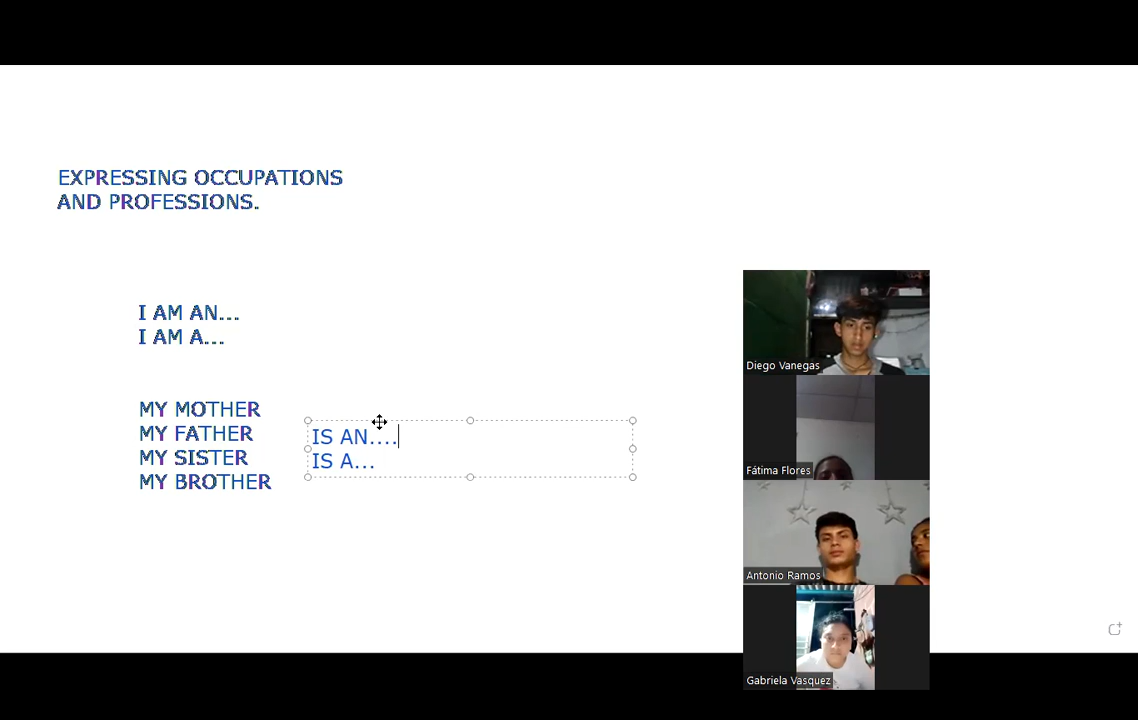 EXPRESSING OCCUPATIONS
AND PROFESSIONS.
I AM AN...
I AM A...
MY MOTHER
MY FATHER
MY SISTER
MY BROTHER
IS AN....
IS A...
Diego Vanegas
Fátima Flores
Antonio Ramos
Gabriela Vasquez